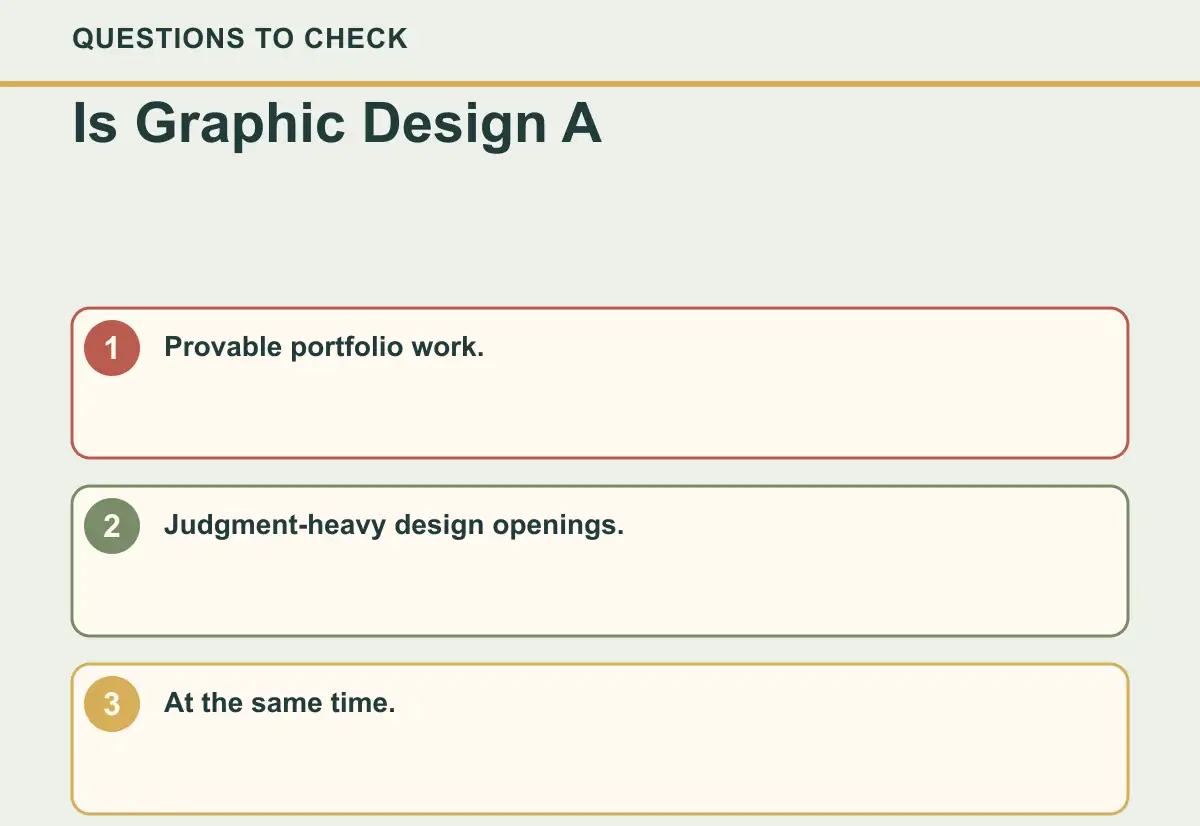 QUESTIONS TO CHECK
Is Graphic Design A
1 Provable portfolio work.
2 Judgment-heavy design openings.
3 At the same time.